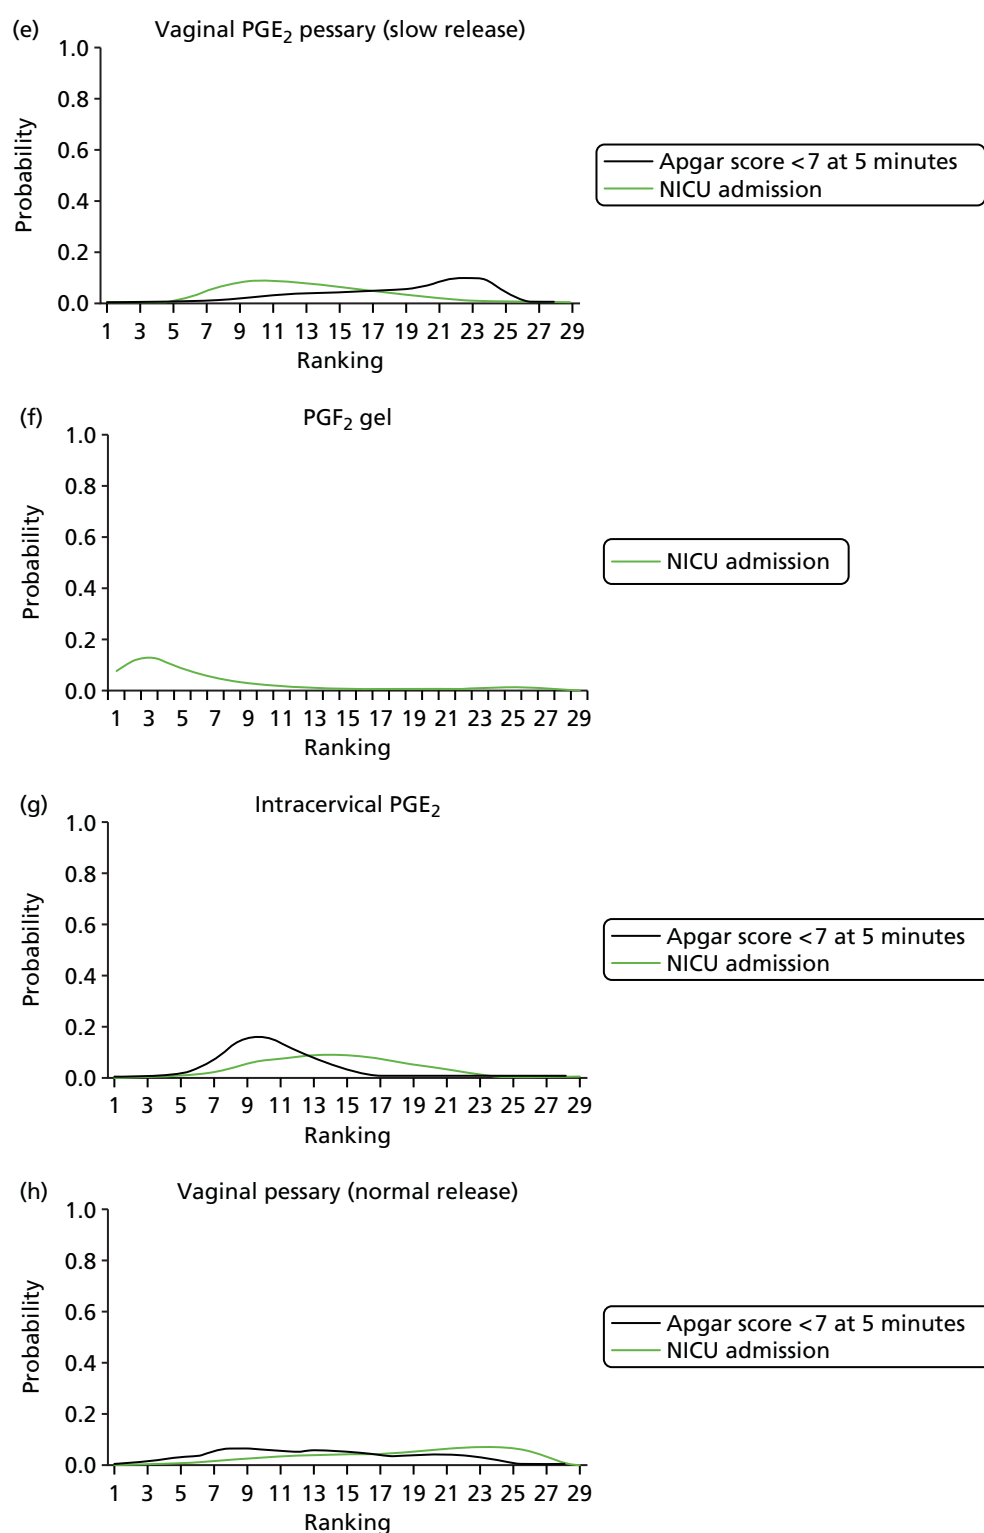 (e)
Vaginal PGE2 pessary (slow release)
1.0
0.8
0.6
0.4
0.2
0.0
Probability
1 3 5 7 9 11 13 15 17 19 21 23 25 27 29
Ranking
Apgar score <7 at 5 minutes
NICU admission
(f)
PGF2 gel
1.0
0.8
0.6
0.4
0.2
0.0
Probability
1 3 5 7 9 11 13 15 17 19 21 23 25 27 29
Ranking
NICU admission
(g)
Intracervical PGE2
1.0
0.8
0.6
0.4
0.2
0.0
Probability
1 3 5 7 9 11 13 15 17 19 21 23 25 27 29
Ranking
Apgar score <7 at 5 minutes
NICU admission
(h)
Vaginal pessary (normal release)
1.0
0.8
0.6
0.4
0.2
0.0
Probability
1 3 5 7 9 11 13 15 17 19 21 23 25 27 29
Ranking
Apgar score <7 at 5 minutes
NICU admission